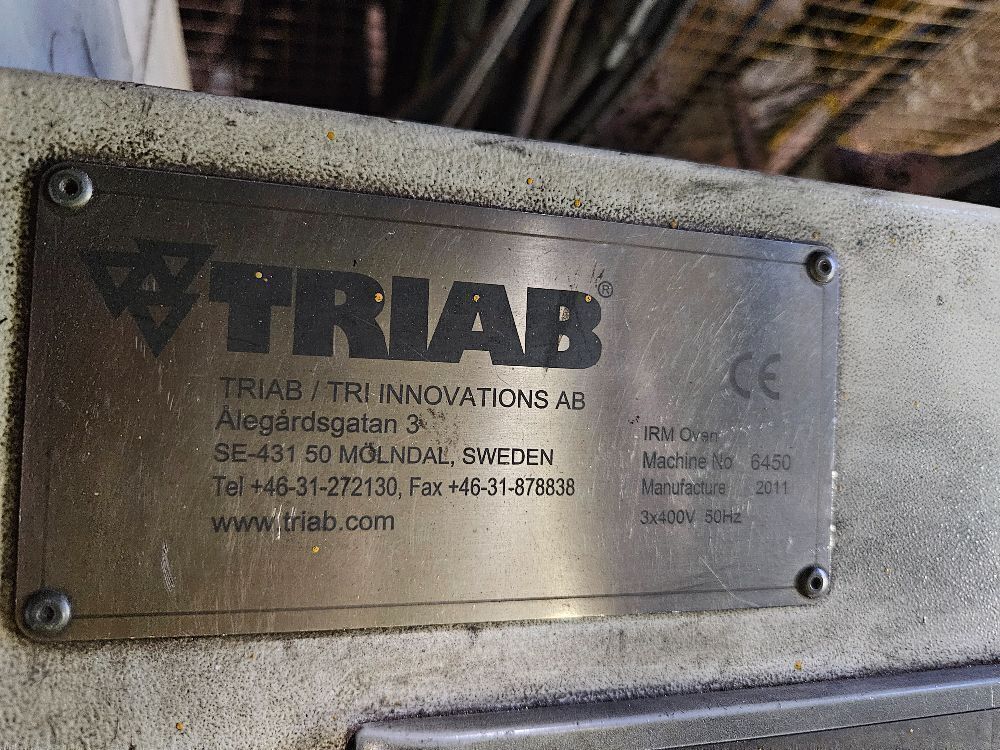 TRIAB®
TRIAB / TRI INNOVATIONS AB
Ålegårdsgatan 3
SE-431 50 MÖLNDAL, SWEDEN
Tel +46-31-272130, Fax +46-31-878838
www.triab.com
CE
IRM Oven
Machine No 6450
Manufacture 2011
3x400V 50Hz